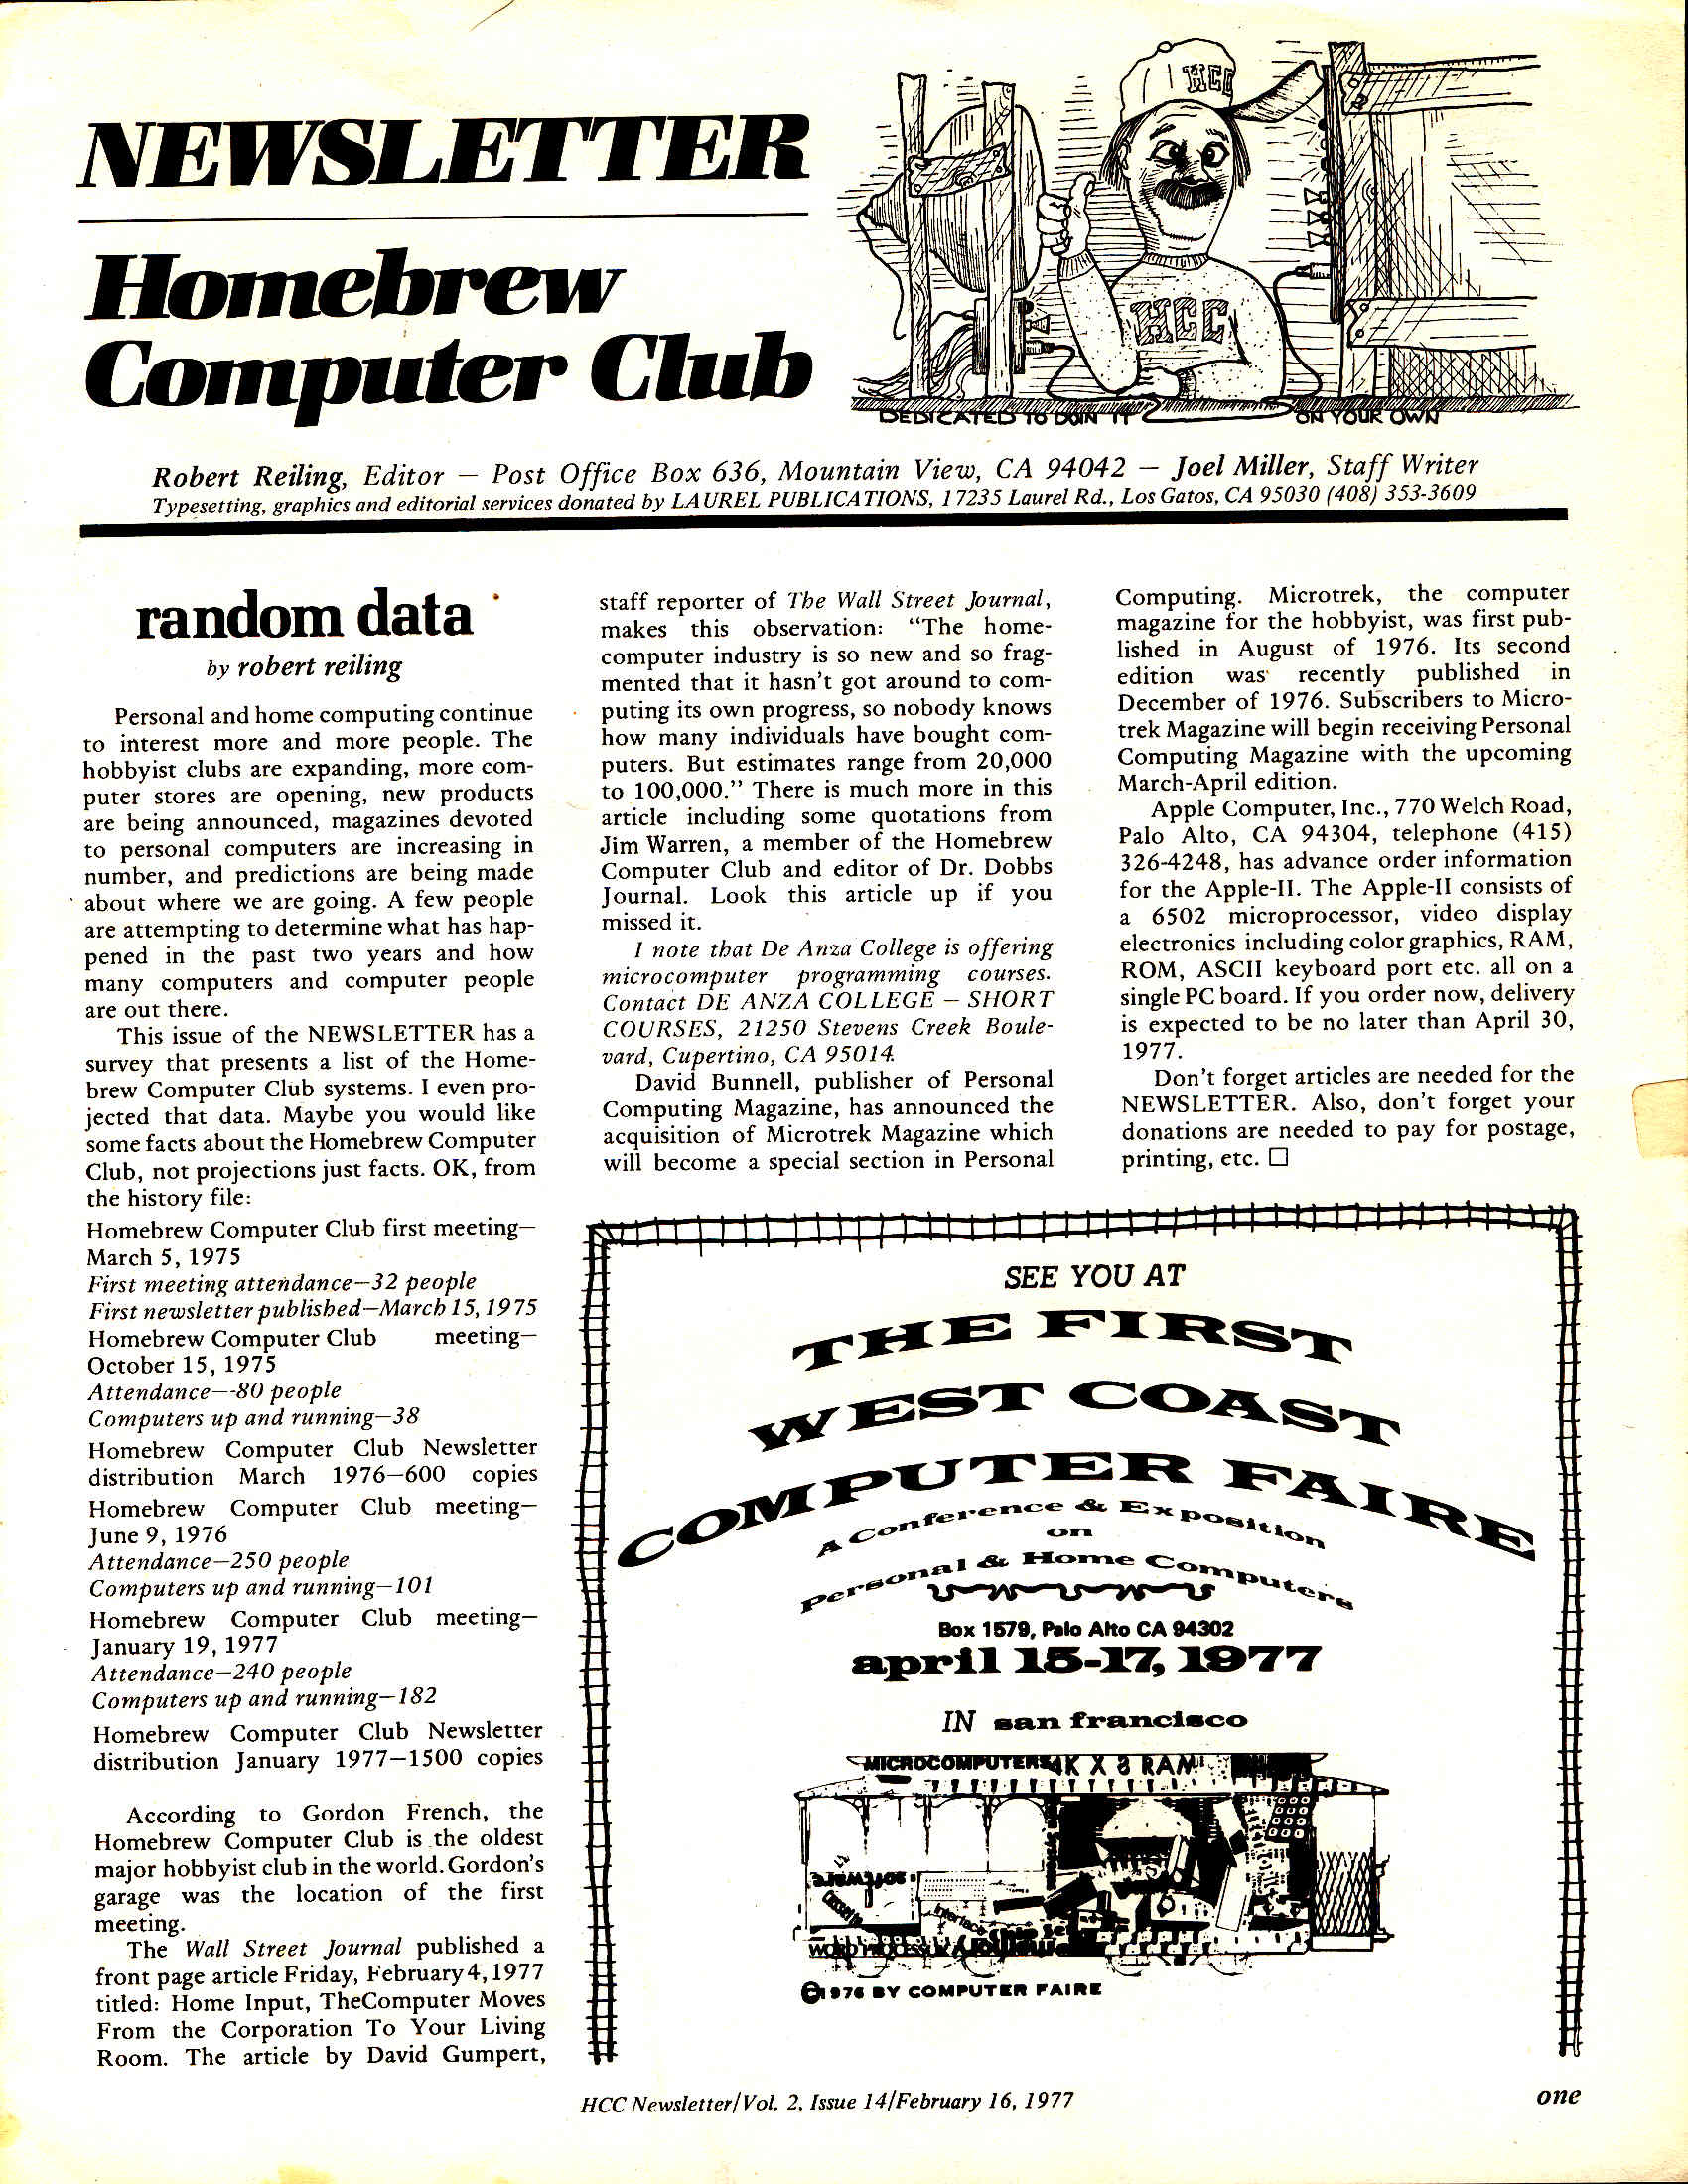 NEWSLETTER
Homebrew
Computer Club
HCC
HCC
DEDICATED TO DOIN' IT ON YOUR OWN
Robert Reiling, Editor — Post Office Box 636, Mountain View, CA 94042 — Joel Miller, Staff Writer
Typesetting, graphics and editorial services donated by LAUREL PUBLICATIONS, 17235 Laurel Rd., Los Gatos, CA 95030 (408) 353-3609
random data
by robert reiling
Personal and home computing continue
to interest more and more people. The
hobbyist clubs are expanding, more com-
puter stores are opening, new products
are being announced, magazines devoted
to personal computers are increasing in
number, and predictions are being made
about where we are going. A few people
are attempting to determine what has hap-
pened in the past two years and how
many computers and computer people
are out there.
This issue of the NEWSLETTER has a
survey that presents a list of the Home-
brew Computer Club systems. I even pro-
jected that data. Maybe you would like
some facts about the Homebrew Computer
Club, not projections just facts. OK, from
the history file:
Homebrew Computer Club first meeting—
March 5, 1975
First meeting attendance—32 people
First newsletter published—March 15, 1975
Homebrew Computer Club meeting—
October 15, 1975
Attendance—-80 people
Computers up and running—38
Homebrew Computer Club Newsletter
distribution March 1976—600 copies
Homebrew Computer Club meeting—
June 9, 1976
Attendance—250 people
Computers up and running—101
Homebrew Computer Club meeting—
January 19, 1977
Attendance—240 people
Computers up and running—182
Homebrew Computer Club Newsletter
distribution January 1977—1500 copies
According to Gordon French, the
Homebrew Computer Club is the oldest
major hobbyist club in the world. Gordon's
garage was the location of the first
meeting.
The Wall Street Journal published a
front page article Friday, February 4, 1977
titled: Home Input, TheComputer Moves
From the Corporation To Your Living
Room. The article by David Gumpert,
staff reporter of The Wall Street Journal,
makes this observation: "The home-
computer industry is so new and so frag-
mented that it hasn't got around to com-
puting its own progress, so nobody knows
how many individuals have bought com-
puters. But estimates range from 20,000
to 100,000." There is much more in this
article including some quotations from
Jim Warren, a member of the Homebrew
Computer Club and editor of Dr. Dobbs
Journal. Look this article up if you
missed it.
I note that De Anza College is offering
microcomputer programming courses.
Contact DE ANZA COLLEGE — SHORT
COURSES, 21250 Stevens Creek Boule-
vard, Cupertino, CA 95014.
David Bunnell, publisher of Personal
Computing Magazine, has announced the
acquisition of Microtrek Magazine which
will become a special section in Personal
Computing. Microtrek, the computer
magazine for the hobbyist, was first pub-
lished in August of 1976. Its second
edition was recently published in
December of 1976. Subscribers to Micro-
trek Magazine will begin receiving Personal
Computing Magazine with the upcoming
March-April edition.
Apple Computer, Inc., 770 Welch Road,
Palo Alto, CA 94304, telephone (415)
326-4248, has advance order information
for the Apple-II. The Apple-II consists of
a 6502 microprocessor, video display
electronics including color graphics, RAM,
ROM, ASCII keyboard port etc. all on a
single PC board. If you order now, delivery
is expected to be no later than April 30,
1977.
Don't forget articles are needed for the
NEWSLETTER. Also, don't forget your
donations are needed to pay for postage,
printing, etc. □
SEE YOU AT
THE FIRST
WEST COAST
COMPUTER FAIRE
A Conference & Exposition
on
Personal & Home Computers
Box 1579, Palo Alto CA 94302
april 15-17, 1977
IN san francisco
MICROCOMPUTERS 4K X 8 RAM
software
Cassette
Interface Chip Set
WORD PROCESSING
©1976 BY COMPUTER FAIRE
HCC Newsletter/Vol. 2, Issue 14/February 16, 1977
one